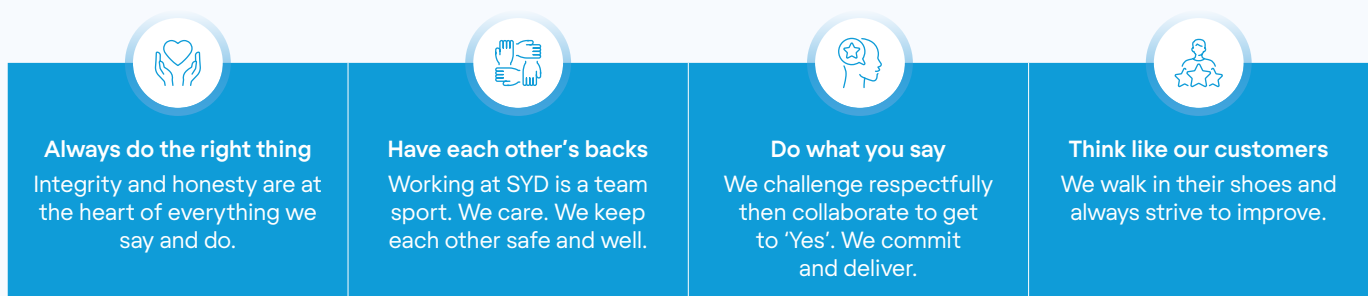 Always do the right thing
Integrity and honesty are at
the heart of everything we
say and do.
Have each other's backs
Working at SYD is a team
sport. We care. We keep
each other safe and well.
Do what you say
We challenge respectfully
then collaborate to get
to ‘Yes’. We commit
and deliver.
Think like our customers
We walk in their shoes and
always strive to improve.